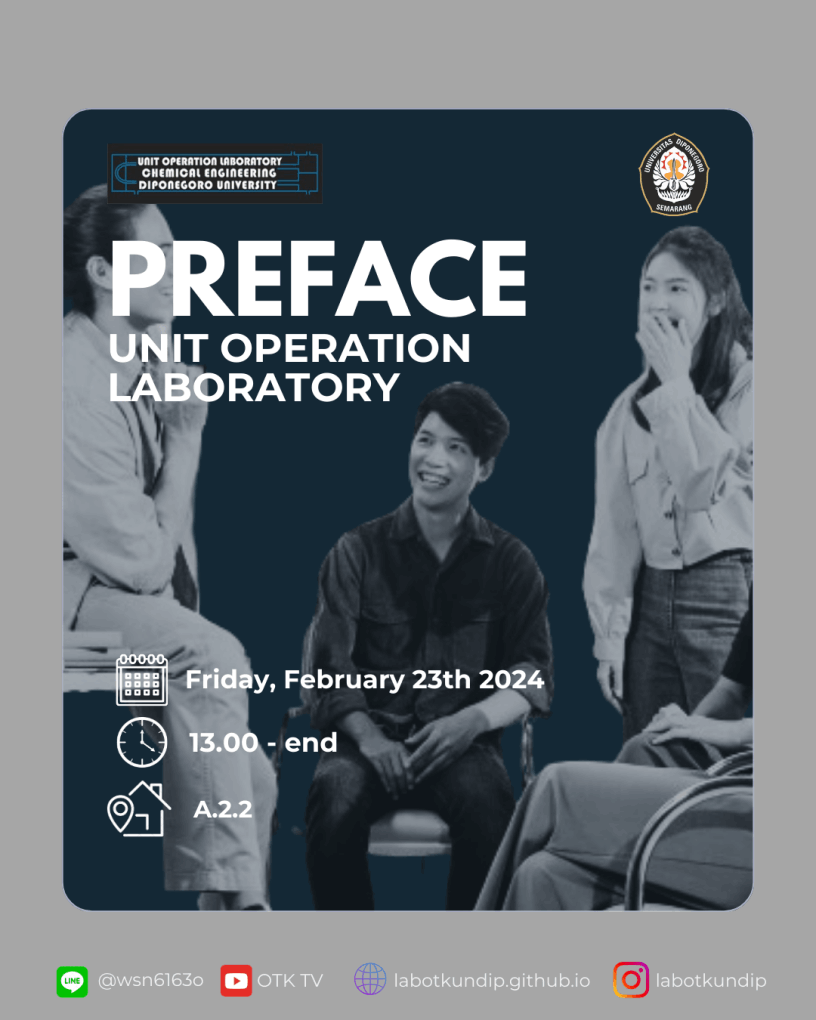 UNIT OPERATION LABORATORY
CHEMICAL ENGINEERING
DIPONEGORO UNIVERSITY
UNIVERSITAS DIPONEGORO
SEMARANG
PREFACE
UNIT OPERATION
LABORATORY
Friday, February 23th 2024
13.00 - end
A.2.2
LINE
@wsn6163o
OTK TV
labotkundip.github.io
labotkundip